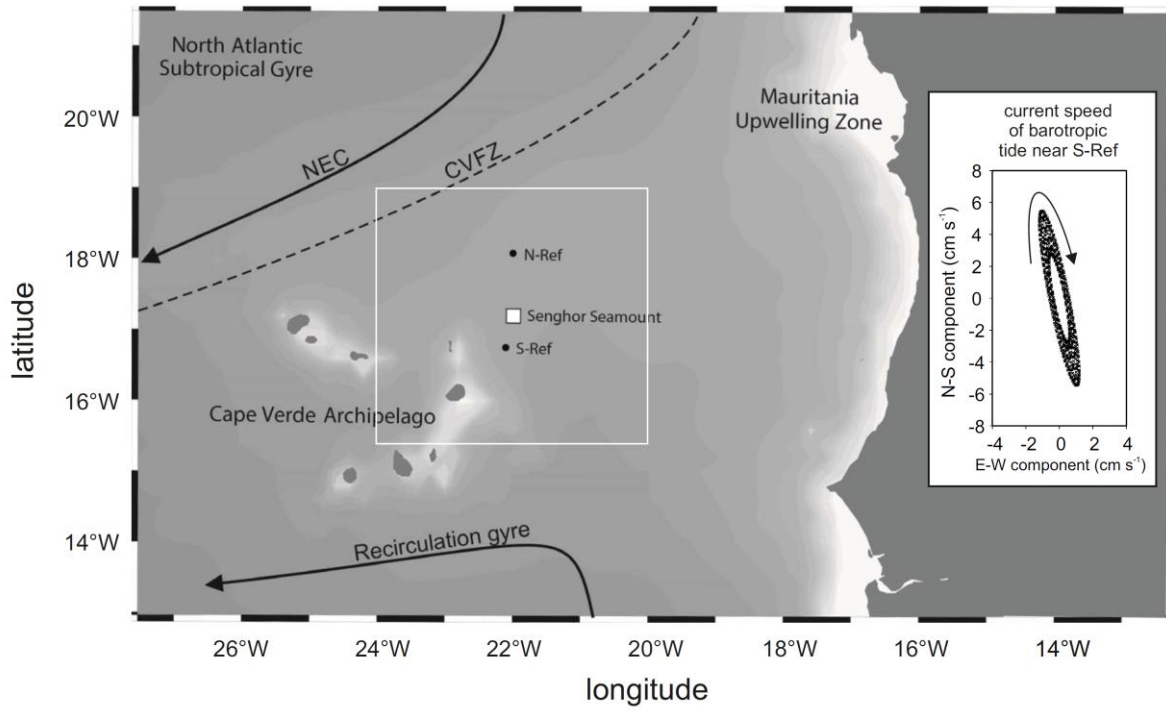 North Atlantic
Subtropical Gyre
NEC
CVFZ
Mauritania
Upwelling Zone
N-Ref
Senghor Seamount
S-Ref
Cape Verde Archipelago
Recirculation gyre
latitude
20°W
18°W
16°W
14°W
26°W
24°W
22°W
20°W
18°W
16°W
14°W
longitude
current speed
of barotropic
tide near S-Ref
N-S component (cm s⁻¹)
8
6
4
2
0
-2
-4
-6
-8
-4
-2
0
2
4
E-W component (cm s⁻¹)